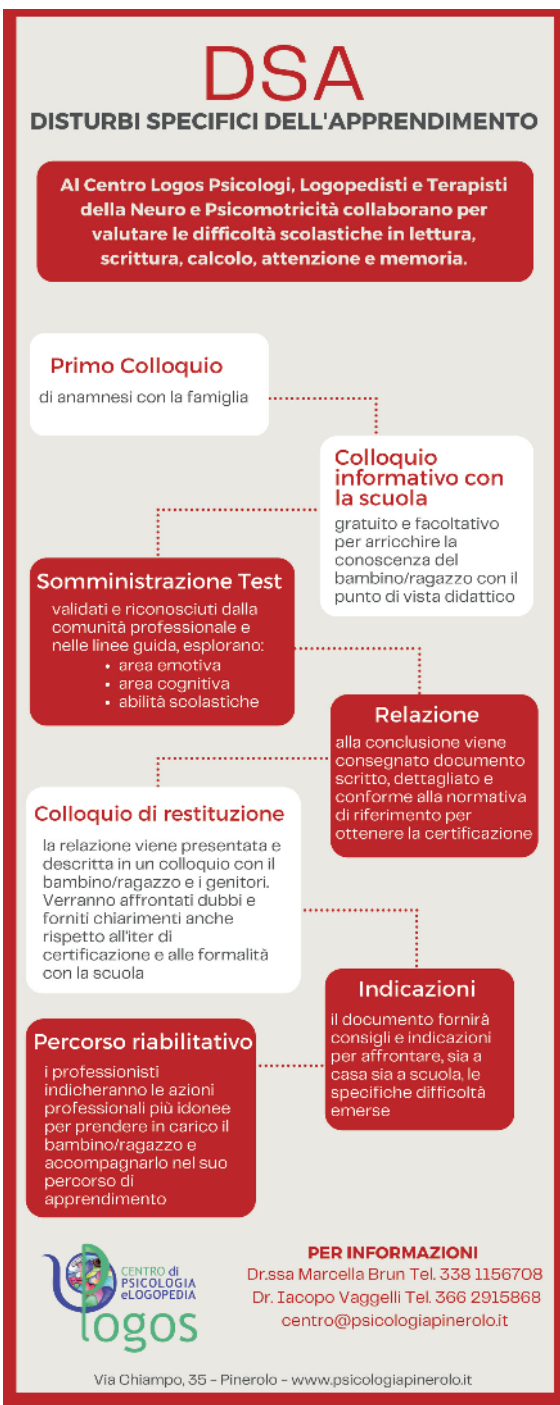 DSA
DISTURBI SPECIFICI DELL'APPRENDIMENTO
Al Centro Logos Psicologi, Logopedisti e Terapisti
della Neuro e Psicomotricità collaborano per
valutare le difficoltà scolastiche in lettura,
scrittura, calcolo, attenzione e memoria.
Primo Colloquio
di anamnesi con la famiglia
Colloquio
informativo con
la scuola
gratuito e facoltativo
per arricchire la
conoscenza del
bambino/ragazzo con il
punto di vista didattico
Somministrazione Test
validati e riconosciuti dalla
comunità professionale e
nelle linee guida, esplorano:
• area emotiva
• area cognitiva
• abilità scolastiche
Relazione
alla conclusione viene
consegnato documento
scritto, dettagliato e
conforme alla normativa
di riferimento per
ottenere la certificazione
Colloquio di restituzione
la relazione viene presentata e
descritta in un colloquio con il
bambino/ragazzo e i genitori.
Verranno affrontati dubbi e
forniti chiarimenti anche
rispetto all'iter di
certificazione e alle formalità
con la scuola
Indicazioni
il documento fornirà
consigli e indicazioni
per affrontare, sia a
casa sia a scuola, le
specifiche difficoltà
emerse
Percorso riabilitativo
i professionisti
indicheranno le azioni
professionali più idonee
per prendere in carico il
bambino/ragazzo e
accompagnarlo nel suo
percorso di
apprendimento
CENTRO di
PSICOLOGIA
eLOGOPEDIA
logos
PER INFORMAZIONI
Dr.ssa Marcella Brun Tel. 338 1156708
Dr. Iacopo Vaggelli Tel. 366 2915868
centro@psicologiapinerolo.it
Via Chiampo, 35 - Pinerolo - www.psicologiapinerolo.it